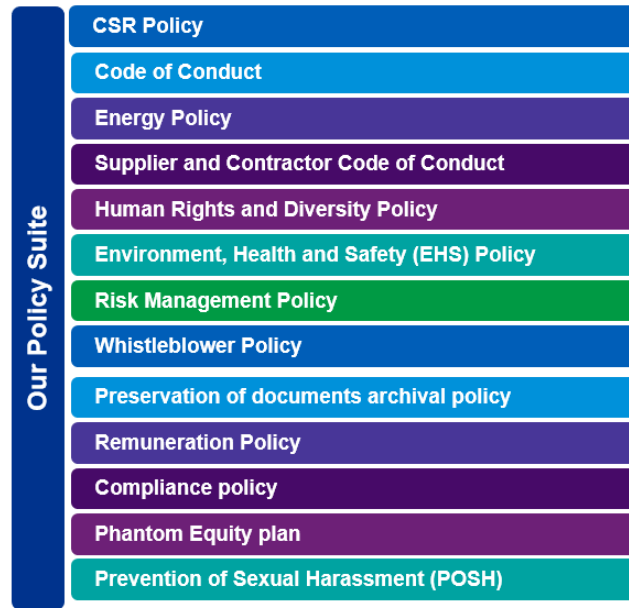 Our Policy Suite
CSR Policy
Code of Conduct
Energy Policy
Supplier and Contractor Code of Conduct
Human Rights and Diversity Policy
Environment, Health and Safety (EHS) Policy
Risk Management Policy
Whistleblower Policy
Preservation of documents archival policy
Remuneration Policy
Compliance policy
Phantom Equity plan
Prevention of Sexual Harassment (POSH)